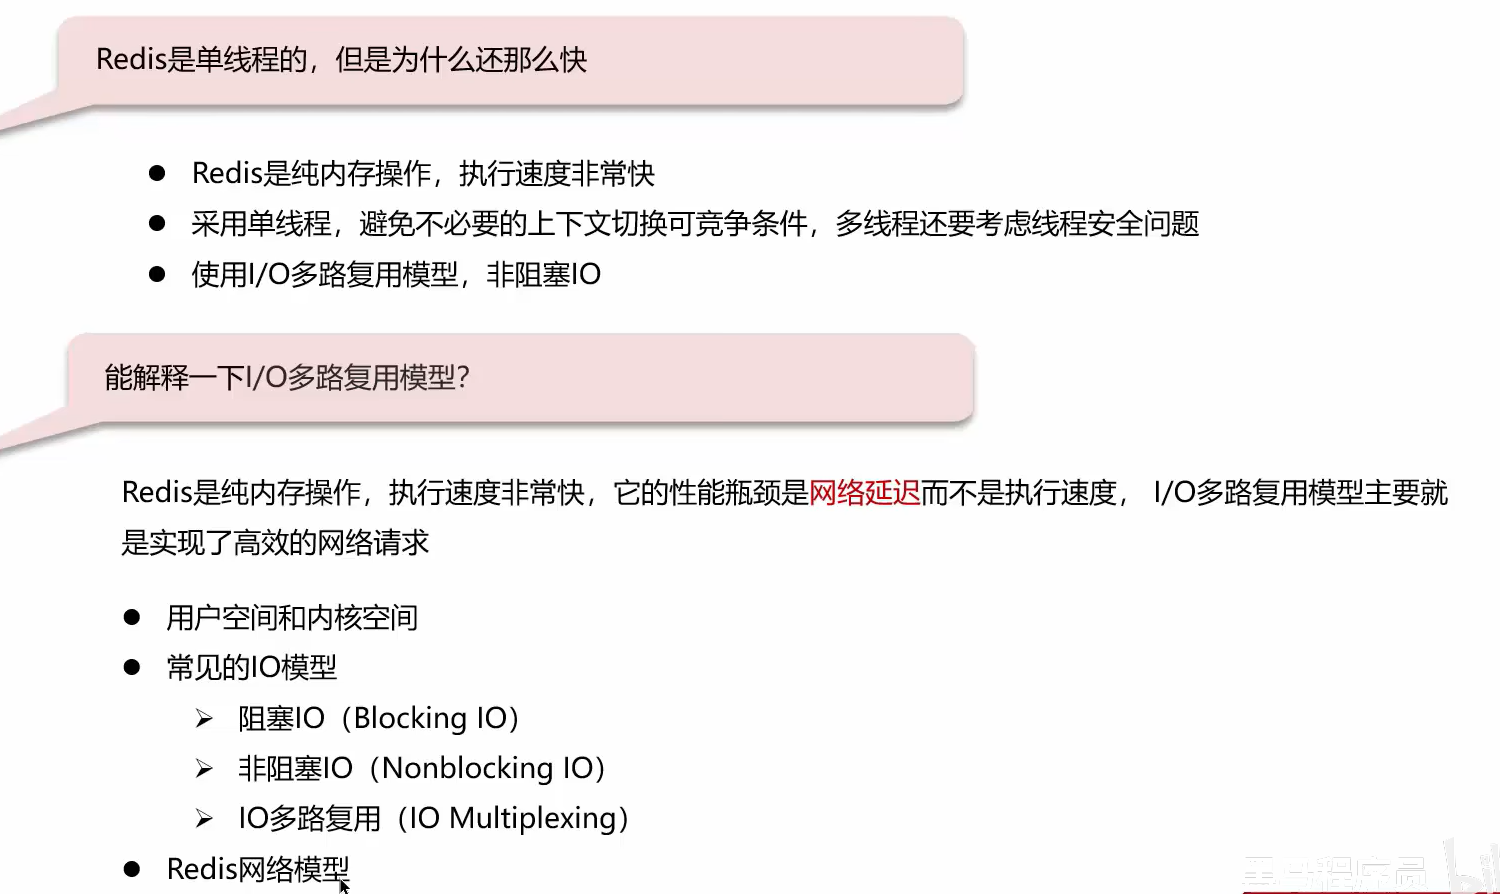 Redis是单线程的，但是为什么还那么快
Redis是纯内存操作，执行速度非常快
采用单线程，避免不必要的上下文切换可竞争条件，多线程还要考虑线程安全问题
使用I/O多路复用模型，非阻塞IO
能解释一下I/O多路复用模型?
Redis是纯内存操作，执行速度非常快，它的性能瓶颈是网络延迟而不是执行速度， I/O多路复用模型主要就
是实现了高效的网络请求
用户空间和内核空间
常见的IO模型
阻塞IO（Blocking IO）
非阻塞IO（Nonblocking IO）
IO多路复用（IO Multiplexing）
Redis网络模型
程序员